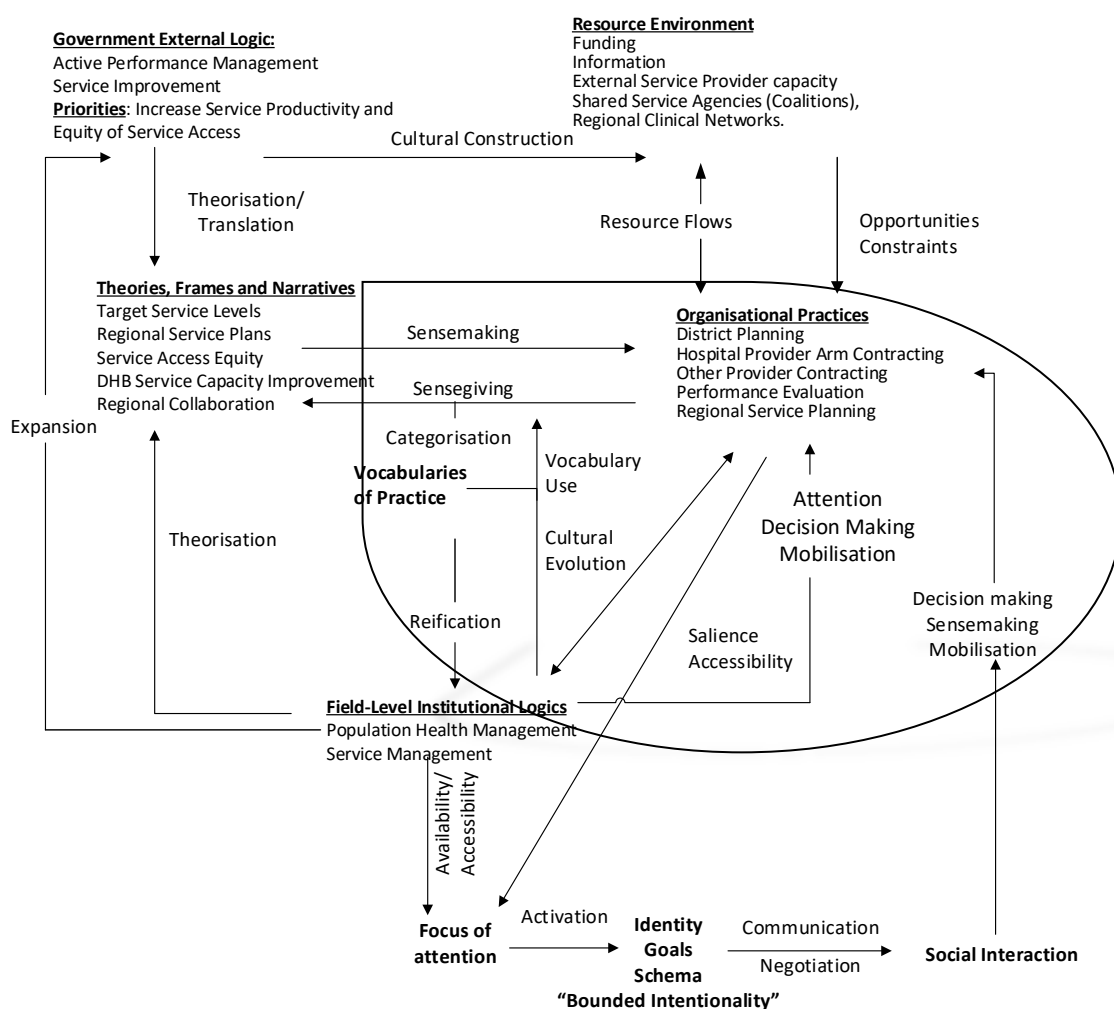 Government External Logic:
Active Performance Management
Service Improvement
Priorities: Increase Service Productivity and
Equity of Service Access
Resource Environment
Funding
Information
External Service Provider capacity
Shared Service Agencies (Coalitions),
Regional Clinical Networks.
Cultural Construction
Theorisation/
Translation
Resource Flows
Opportunities
Constraints
Theories, Frames and Narratives
Target Service Levels
Regional Service Plans
Service Access Equity
DHB Service Capacity Improvement
Regional Collaboration
Sensemaking
Sensegiving
Organisational Practices
District Planning
Hospital Provider Arm Contracting
Other Provider Contracting
Performance Evaluation
Regional Service Planning
Expansion
Categorisation
Vocabularies
of Practice
Vocabulary
Use
Attention
Decision Making
Mobilisation
Theorisation
Cultural
Evolution
Reification
Salience
Accessibility
Decision making
Sensemaking
Mobilisation
Field-Level Institutional Logics
Population Health Management
Service Management
Availability/
Accessibility
Focus of
attention
Activation
Identity
Goals
Schema
“Bounded Intentionality”
Communication
Negotiation
Social Interaction